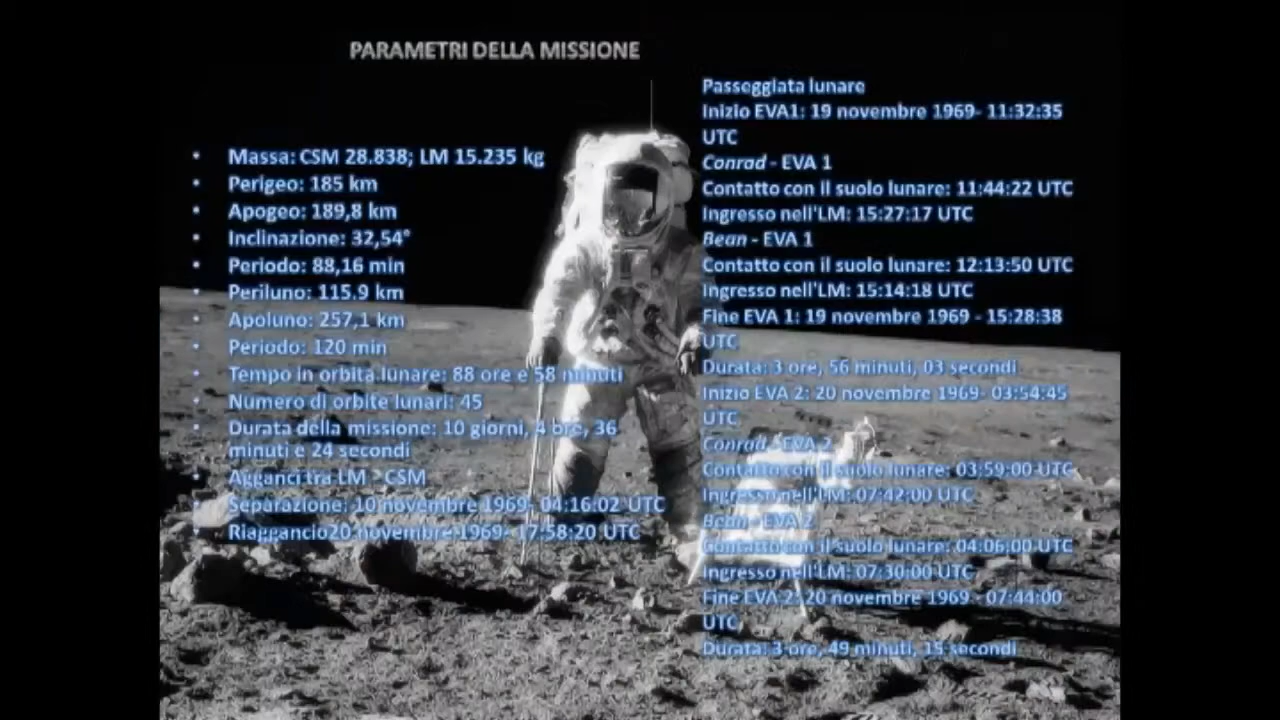 PARAMETRI DELLA MISSIONE
• Massa: CSM 28.838; LM 15.235 kg
• Perigeo: 185 km
• Apogeo: 189,8 km
• Inclinazione: 32,54°
• Periodo: 88,16 min
• Periluno: 115.9 km
• Apoluno: 257,1 km
• Periodo: 120 min
• Tempo in orbita lunare: 88 ore e 58 minuti
• Numero di orbite lunari: 45
• Durata della missione: 10 giorni, 4 ore, 36
minuti e 24 secondi
• Agganci tra LM - CSM
• Separazione: 10 novembre 1969- 04:16:02 UTC
• Riaggancio20 novembre 1969- 17:58:20 UTC
Passeggiata lunare
Inizio EVA1: 19 novembre 1969- 11:32:35
UTC
Conrad - EVA 1
Contatto con il suolo lunare: 11:44:22 UTC
Ingresso nell'LM: 15:27:17 UTC
Bean - EVA 1
Contatto con il suolo lunare: 12:13:50 UTC
Ingresso nell'LM: 15:14:18 UTC
Fine EVA 1: 19 novembre 1969 - 15:28:38
UTC
Durata: 3 ore, 56 minuti, 03 secondi
Inizio EVA 2: 20 novembre 1969- 03:54:45
UTC
Conrad - EVA 2
Contatto con il suolo lunare: 03:59:00 UTC
Ingresso nell'LM: 07:42:00 UTC
Bean - EVA 2
Contatto con il suolo lunare: 04:06:00 UTC
Ingresso nell'LM: 07:30:00 UTC
Fine EVA 2: 20 novembre 1969 - 07:44:00
UTC
Durata: 3 ore, 49 minuti, 15 secondi